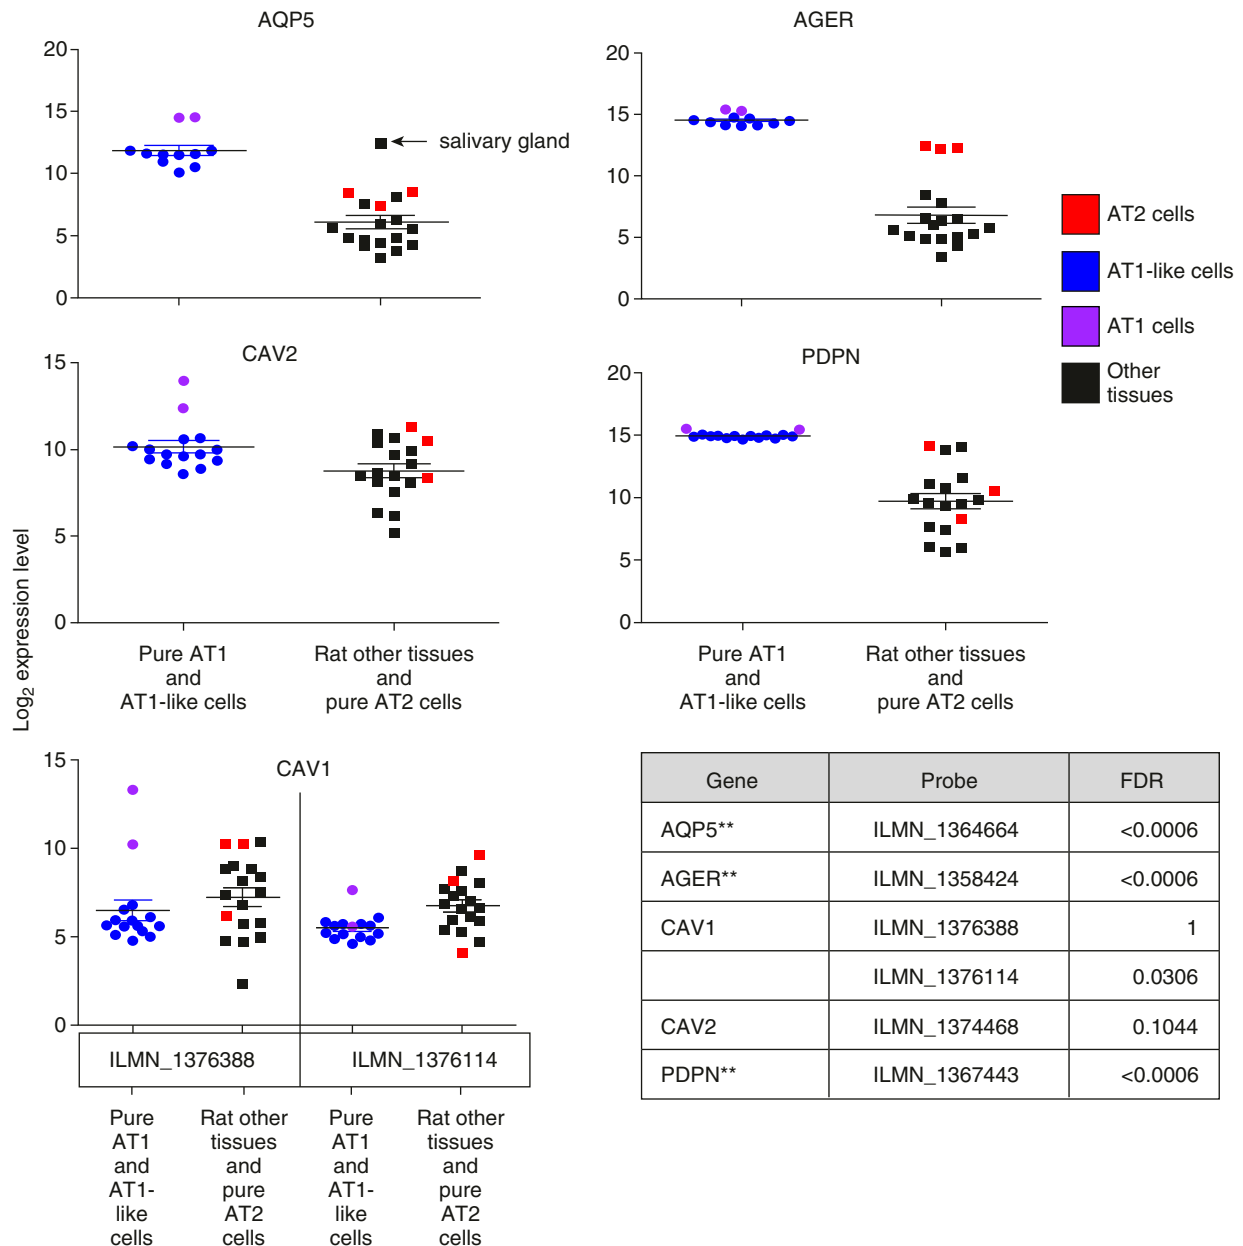 AQP5
20
15
10
5
0
salivary gland
AGER
20
15
10
5
0
AT2 cells
AT1-like cells
AT1 cells
Other
tissues
Log2 expression level
CAV2
15
10
5
0
Pure AT1
and
AT1-like cells
Rat other tissues
and
pure AT2 cells
PDPN
20
15
10
5
0
Pure AT1
and
AT1-like cells
Rat other tissues
and
pure AT2 cells
CAV1
15
10
5
0
ILMN_1376388 ILMN_1376114
Pure
AT1
and
AT1-
like
cells
Rat other
tissues
and
pure
AT2
cells
Pure
AT1
and
AT1-
like
cells
Rat other
tissues
and
pure
AT2
cells
Gene Probe FDR
AQP5** ILMN_1364664 <0.0006
AGER** ILMN_1358424 <0.0006
CAV1 ILMN_1376388 1
ILMN_1376114 0.0306
CAV2 ILMN_1374468 0.1044
PDPN** ILMN_1367443 <0.0006